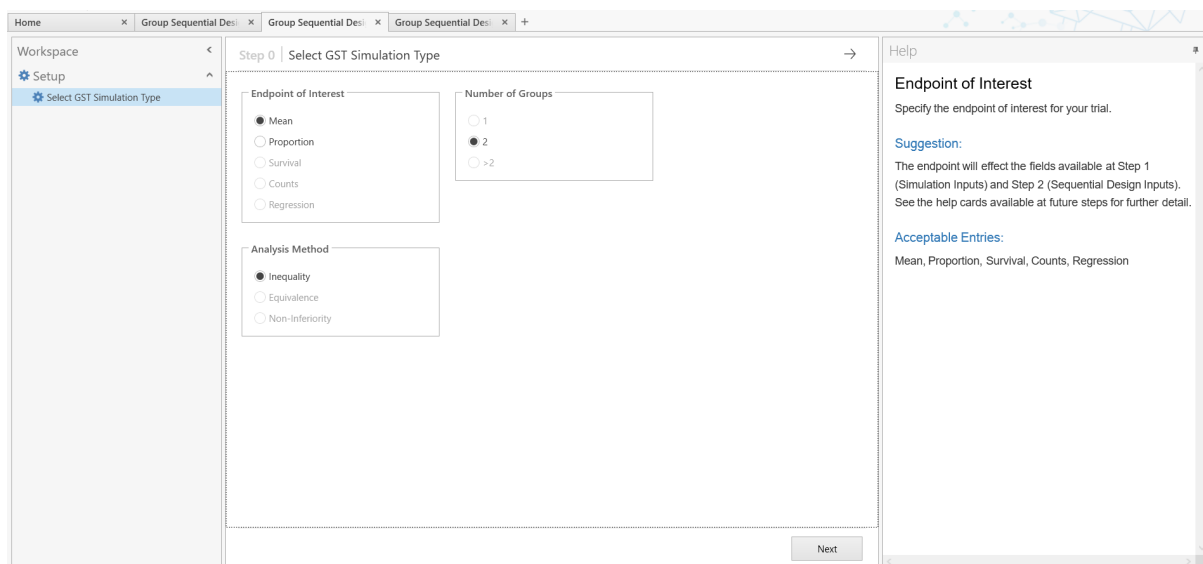 Home
Group Sequential Desi
Group Sequential Desi
Group Sequential Desi
Workspace
Setup
Select GST Simulation Type
Step 0 | Select GST Simulation Type
Endpoint of Interest
Mean
Proportion
Survival
Counts
Regression
Number of Groups
1
2
>2
Analysis Method
Inequality
Equivalence
Non-Inferiority
Next
Help
Endpoint of Interest
Specify the endpoint of interest for your trial.
Suggestion:
The endpoint will effect the fields available at Step 1
(Simulation Inputs) and Step 2 (Sequential Design Inputs).
See the help cards available at future steps for further detail.
Acceptable Entries:
Mean, Proportion, Survival, Counts, Regression